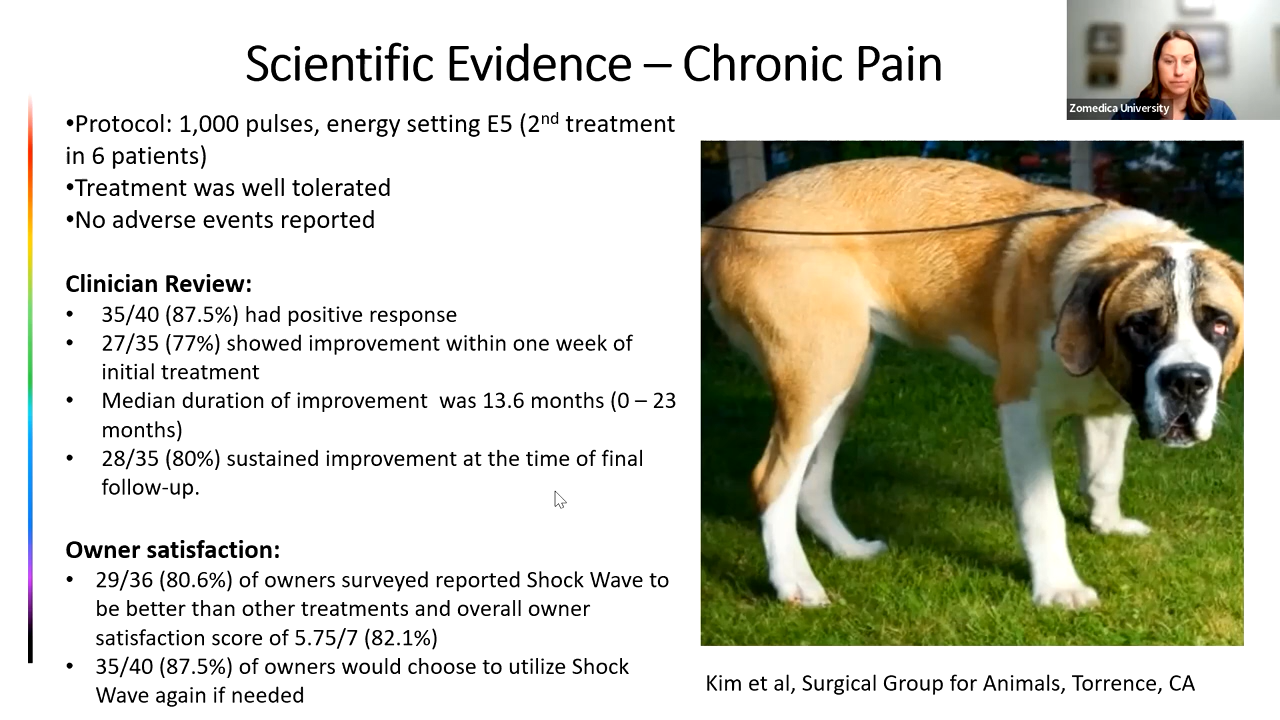 Scientific Evidence – Chronic Pain
Zomedica University
•Protocol: 1,000 pulses, energy setting E5 (2nd treatment
in 6 patients)
•Treatment was well tolerated
•No adverse events reported
Clinician Review:
• 35/40 (87.5%) had positive response
• 27/35 (77%) showed improvement within one week of
initial treatment
• Median duration of improvement  was 13.6 months (0 – 23
months)
• 28/35 (80%) sustained improvement at the time of final
follow-up.
Owner satisfaction:
• 29/36 (80.6%) of owners surveyed reported Shock Wave to
be better than other treatments and overall owner
satisfaction score of 5.75/7 (82.1%)
• 35/40 (87.5%) of owners would choose to utilize Shock
Wave again if needed
Kim et al, Surgical Group for Animals, Torrence, CA